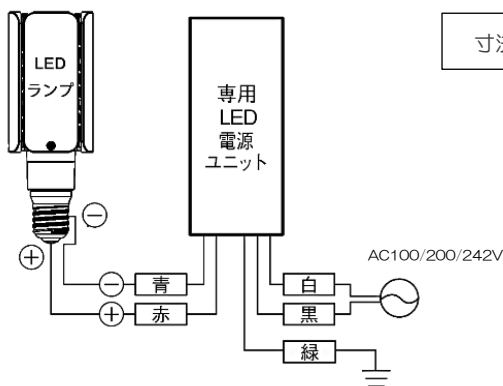 LED
ランプ
専用
LED
電源
ユニット
寸
AC100/200/242V
青
赤
白
黒
緑